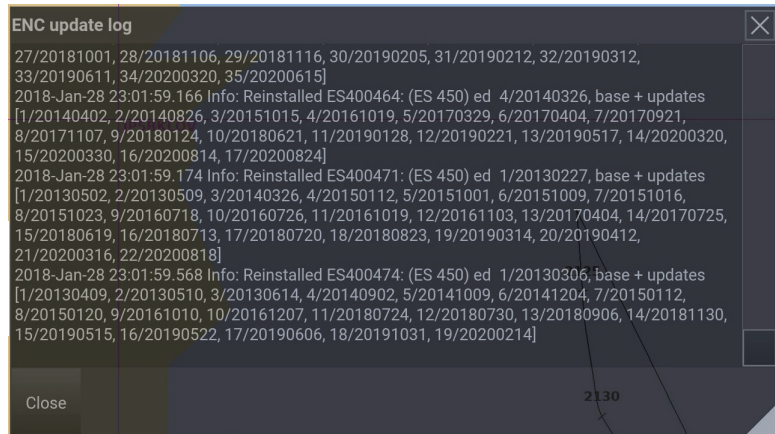 ENC update log
27/20181001, 28/20181106, 29/20181116, 30/20190205, 31/20190212, 32/20190312,
33/20190611, 34/20200320, 35/20200615]
2018-Jan-28 23:01:59.166 Info: Reinstalled ES400464: (ES 450) ed  4/20140326, base + updates
[1/20140402, 2/20140826, 3/20151015, 4/20161019, 5/20170329, 6/20170404, 7/20170921,
8/20171107, 9/20180124, 10/20180621, 11/20190128, 12/20190221, 13/20190517, 14/20200320,
15/20200330, 16/20200814, 17/20200824]
2018-Jan-28 23:01:59.174 Info: Reinstalled ES400471: (ES 450) ed  1/20130227, base + updates
[1/20130502, 2/20130509, 3/20140326, 4/20150112, 5/20151001, 6/20151009, 7/20151016,
8/20151023, 9/20160718, 10/20160726, 11/20161019, 12/20161103, 13/20170404, 14/20170725,
15/20180619, 16/20180713, 17/20180720, 18/20180823, 19/20190314, 20/20190412,
21/20200316, 22/20200818]
2018-Jan-28 23:01:59.568 Info: Reinstalled ES400474: (ES 450) ed  1/20130306, base + updates
[1/20130409, 2/20130510, 3/20130614, 4/20140902, 5/20141009, 6/20141204, 7/20150112,
8/20150120, 9/20161010, 10/20161207, 11/20180724, 12/20180730, 13/20180906, 14/20181130,
15/20190515, 16/20190522, 17/20190606, 18/20191031, 19/20200214]
Close
2130